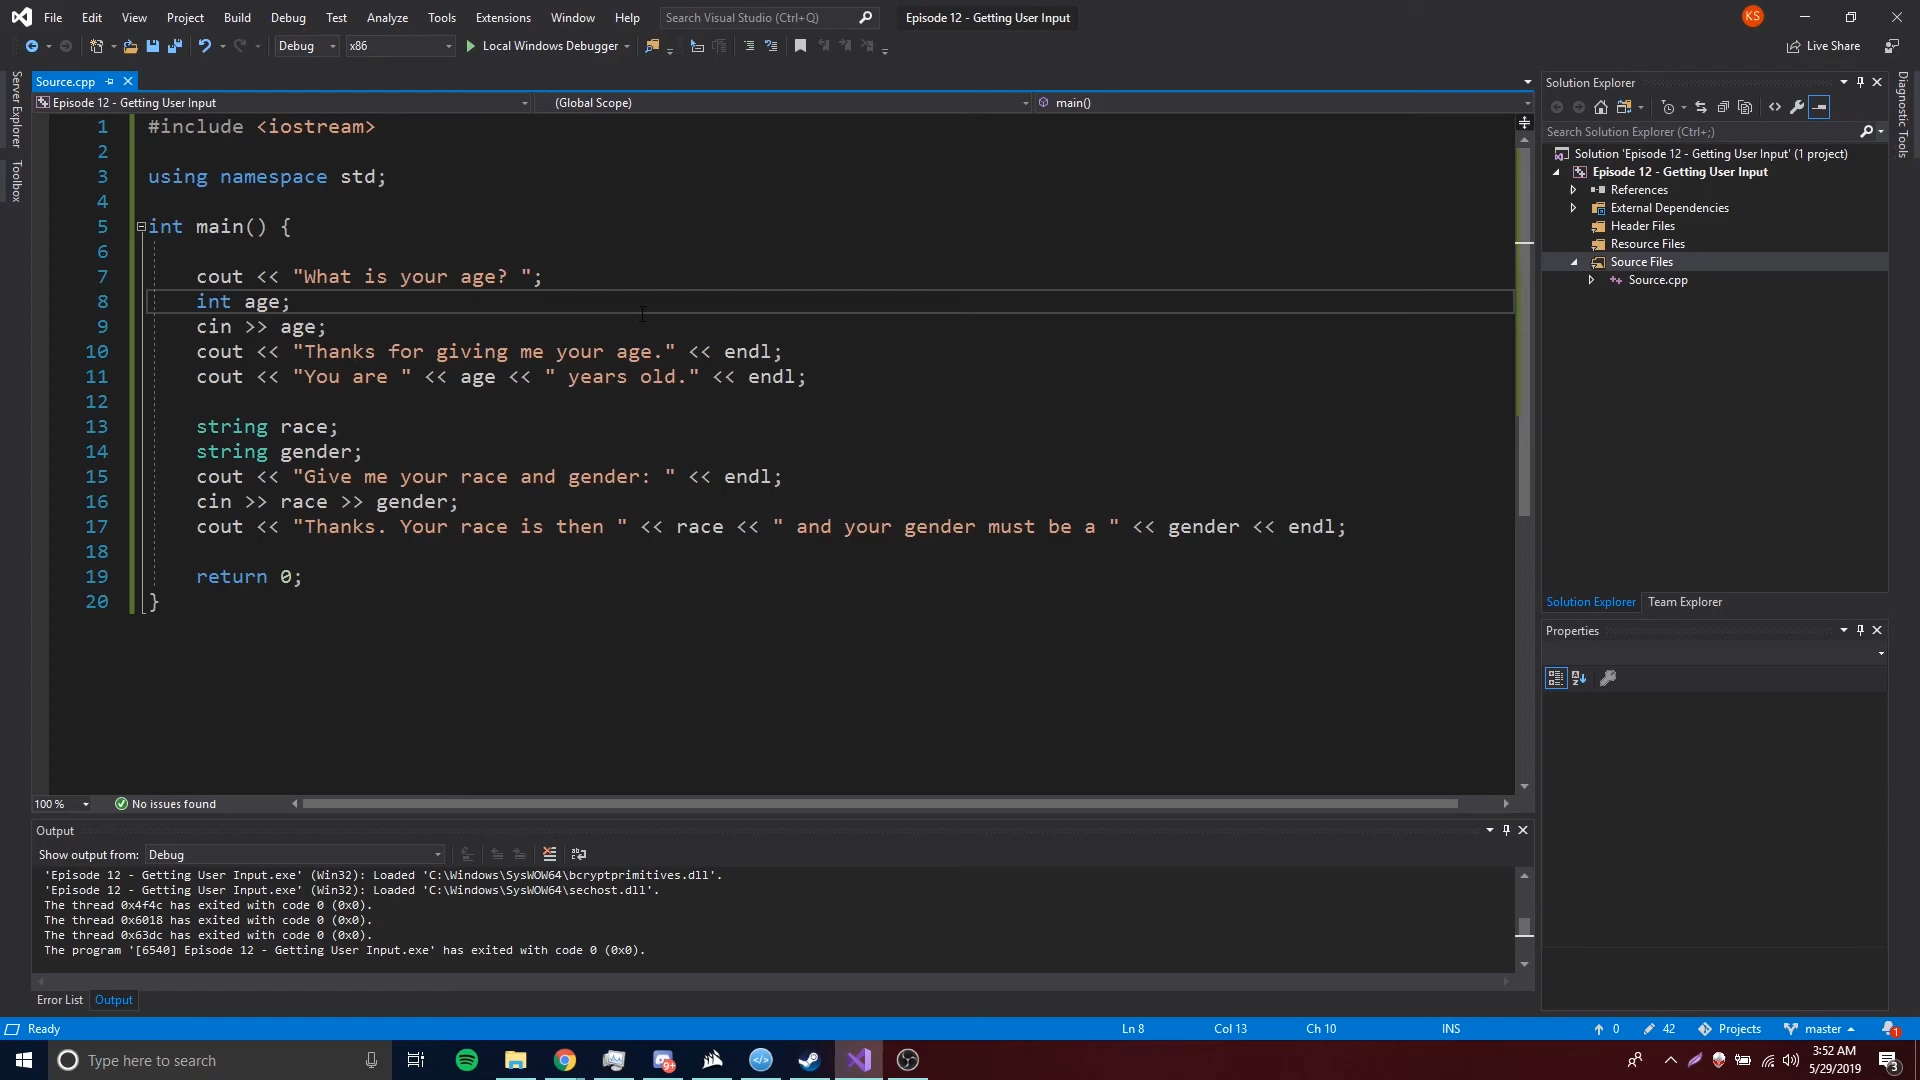 File Edit View Project Build Debug Test Analyze Tools Extensions Window Help Search Visual Studio (Ctrl+Q) Episode 12 - Getting User Input KS
Debug x86 Local Windows Debugger Live Share
Server Explorer
Toolbox
Source.cpp
Episode 12 - Getting User Input (Global Scope) main()
1 #include <iostream>
2
3 using namespace std;
4
5 int main() {
6
7 cout << "What is your age? ";
8 int age;
9 cin >> age;
10 cout << "Thanks for giving me your age." << endl;
11 cout << "You are " << age << " years old." << endl;
12
13 string race;
14 string gender;
15 cout << "Give me your race and gender: " << endl;
16 cin >> race >> gender;
17 cout << "Thanks. Your race is then " << race << " and your gender must be a " << gender << endl;
18
19 return 0;
20 }
100 % No issues found
Output
Show output from: Debug
'Episode 12 - Getting User Input.exe' (Win32): Loaded 'C:\Windows\SysWOW64\bcryptprimitives.dll'.
'Episode 12 - Getting User Input.exe' (Win32): Loaded 'C:\Windows\SysWOW64\sechost.dll'.
The thread 0x4f4c has exited with code 0 (0x0).
The thread 0x6018 has exited with code 0 (0x0).
The thread 0x63dc has exited with code 0 (0x0).
The program '[6540] Episode 12 - Getting User Input.exe' has exited with code 0 (0x0).
Error List Output
Solution Explorer
Search Solution Explorer (Ctrl+;)
Solution 'Episode 12 - Getting User Input' (1 project)
Episode 12 - Getting User Input
References
External Dependencies
Header Files
Resource Files
Source Files
Source.cpp
Solution Explorer Team Explorer
Properties
Diagnostic Tools
Ready Ln 8 Col 13 Ch 10 INS 0 42 Projects master 1
Type here to search 9+ 3:52 AM
5/29/2019 3